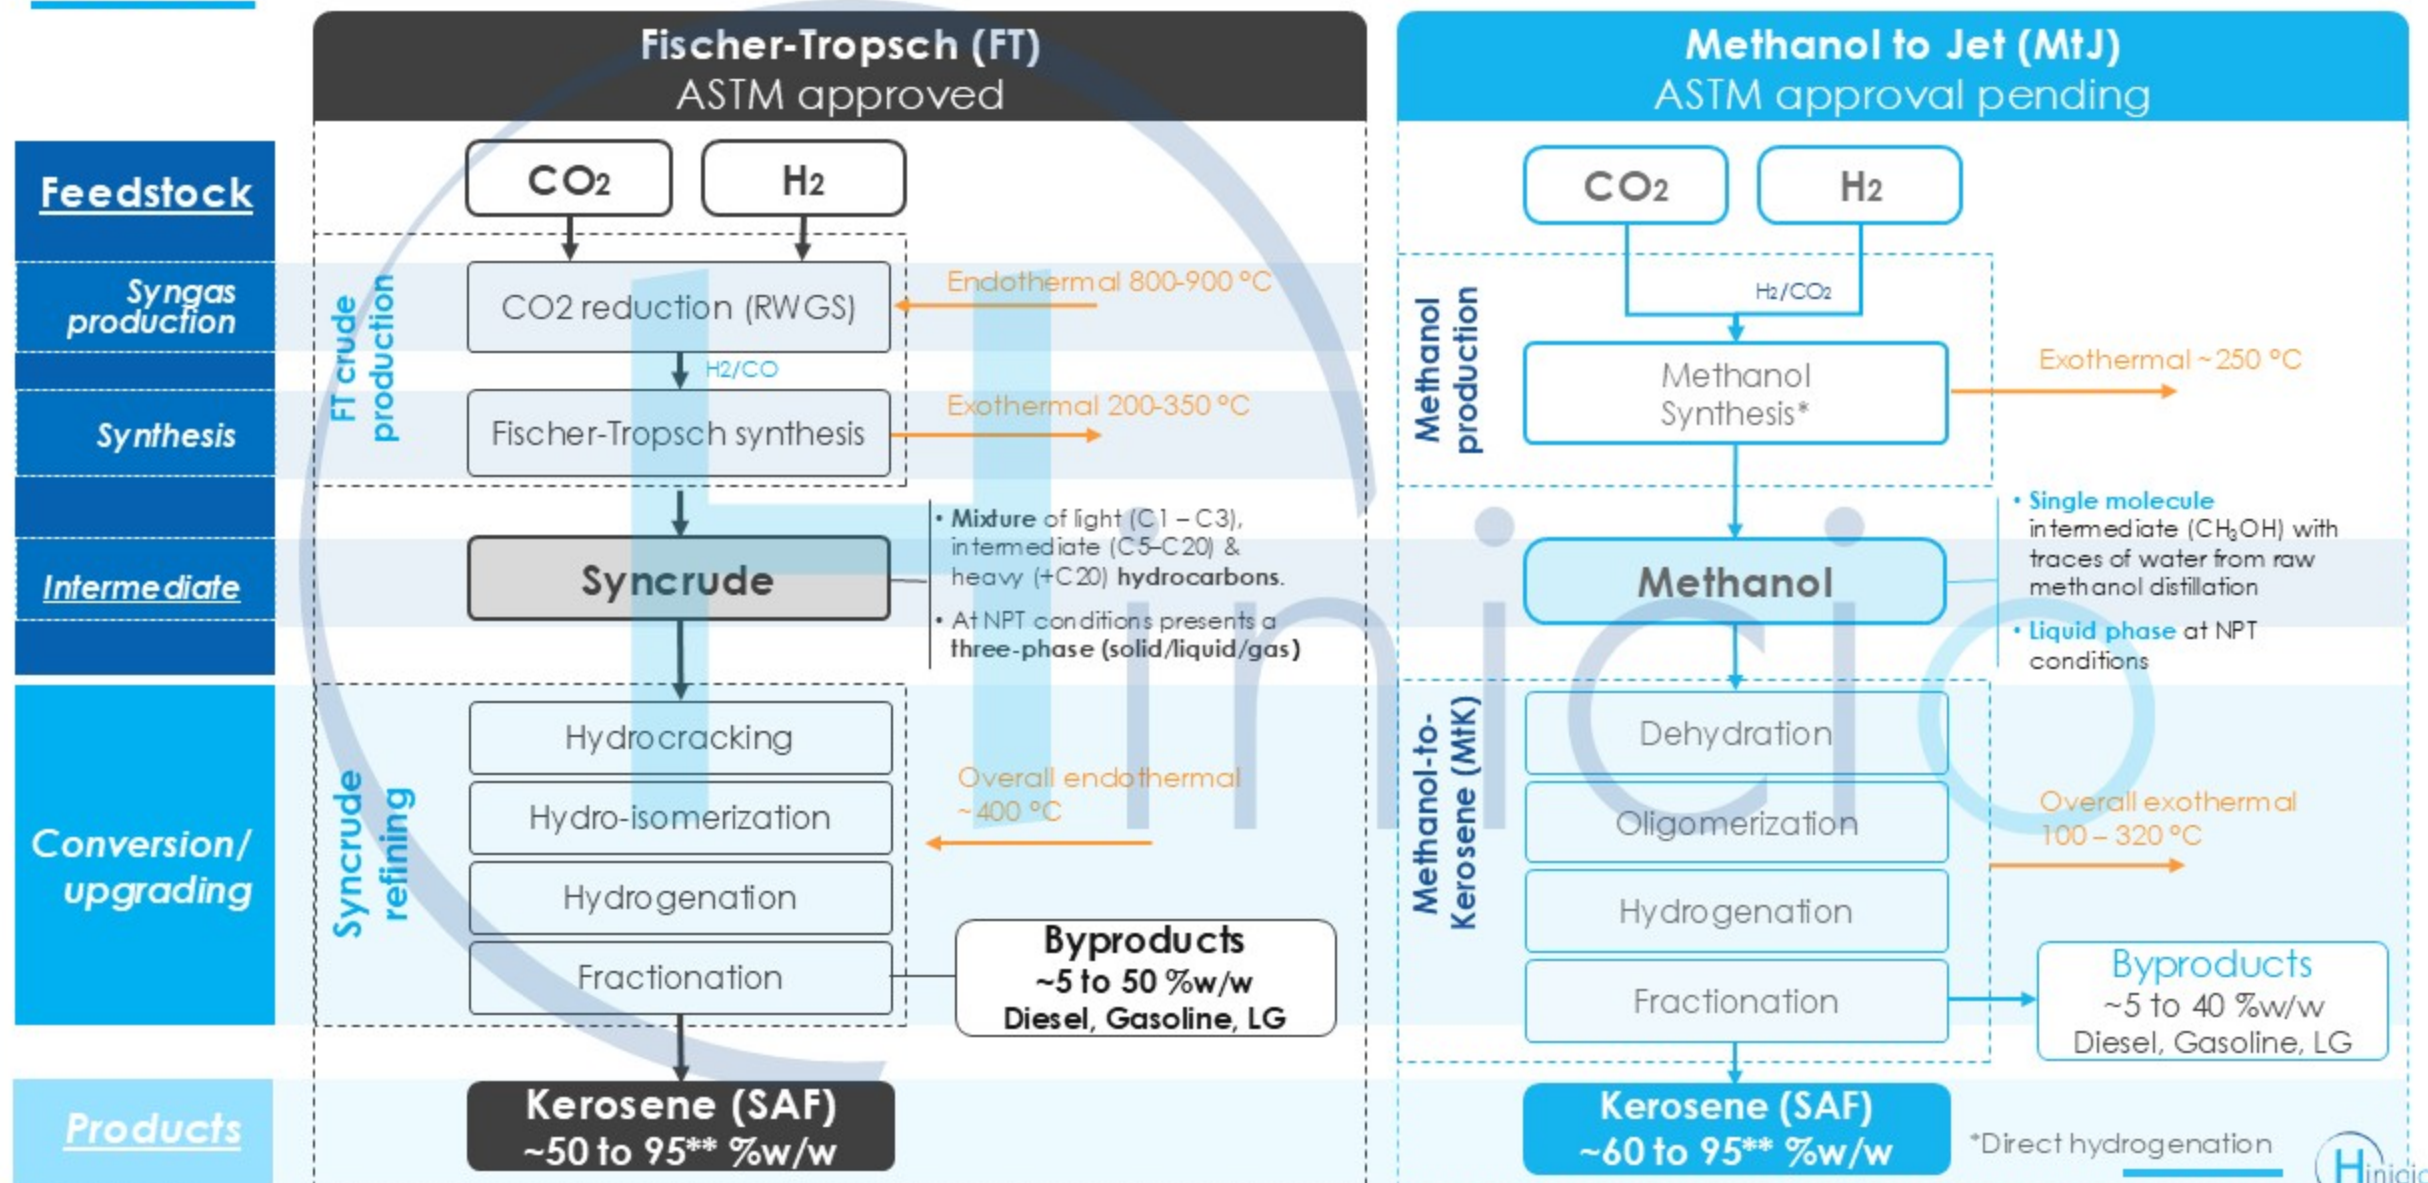 Fischer-Tropsch (FT)
ASTM approved
Methanol to Jet (MtJ)
ASTM approval pending
Feedstock
Syngas
production
Synthesis
Intermediate
Conversion/
upgrading
Products
CO2
H2
FT crude
production
CO2 reduction (RWGS)
Endothermal 800-900 °C
H2/CO
Fischer-Tropsch synthesis
Exothermal 200-350 °C
Syncrude
• Mixture of light (C1 – C3),
intermediate (C5–C20) &
heavy (+C20) hydrocarbons.
• At NPT conditions presents a
three-phase (solid/liquid/gas)
Syncrude
refining
Hydrocracking
Hydro-isomerization
Hydrogenation
Fractionation
Overall endothermal
~400 °C
Byproducts
~5 to 50 %w/w
Diesel, Gasoline, LG
Kerosene (SAF)
~50 to 95** %w/w
CO2
H2
H2/CO2
Methanol
production
Methanol
Synthesis*
Exothermal ~250 °C
Methanol
• Single molecule
intermediate (CH3OH) with
traces of water from raw
methanol distillation
• Liquid phase at NPT
conditions
Methanol-to-
Kerosene (MtK)
Dehydration
Oligomerization
Hydrogenation
Fractionation
Overall exothermal
100 – 320 °C
Byproducts
~5 to 40 %w/w
Diesel, Gasoline, LG
Kerosene (SAF)
~60 to 95** %w/w
*Direct hydrogenation
Hinicio
Hinicio